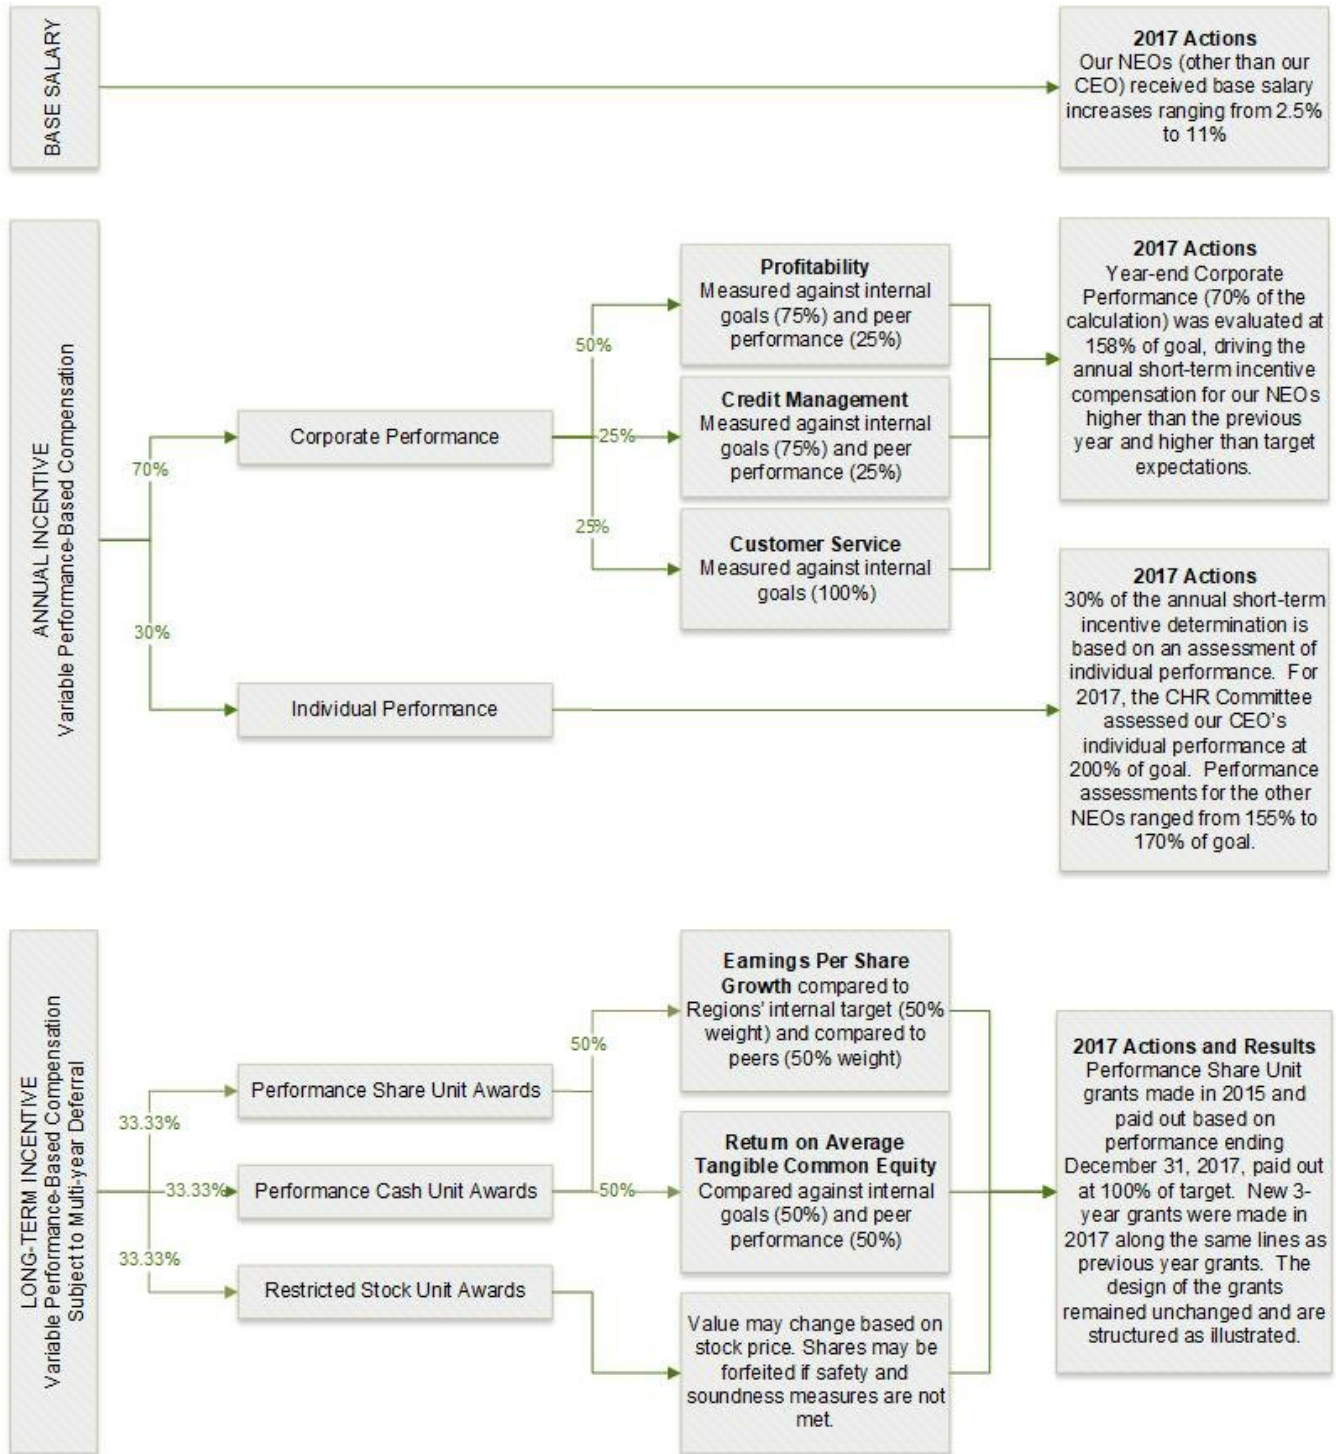 BASE SALARY
2017 Actions
Our NEOs (other than our
CEO) received base salary
increases ranging from 2.5%
to 11%
ANNUAL INCENTIVE
Variable Performance-Based Compensation
70%
30%
Corporate Performance
50%
25%
25%
Profitability
Measured against internal
goals (75%) and peer
performance (25%)
Credit Management
Measured against internal
goals (75%) and peer
performance (25%)
Customer Service
Measured against internal
goals (100%)
2017 Actions
Year-end Corporate
Performance (70% of the
calculation) was evaluated at
158% of goal, driving the
annual short-term incentive
compensation for our NEOs
higher than the previous
year and higher than target
expectations.
Individual Performance
2017 Actions
30% of the annual short-term
incentive determination is
based on an assessment of
individual performance. For
2017, the CHR Committee
assessed our CEO's
individual performance at
200% of goal. Performance
assessments for the other
NEOs ranged from 155% to
170% of goal.
LONG-TERM INCENTIVE
Variable Performance-Based Compensation
Subject to Multi-year Deferral
33.33%
33.33%
33.33%
Performance Share Unit Awards
Performance Cash Unit Awards
Restricted Stock Unit Awards
50%
50%
Earnings Per Share
Growth compared to
Regions' internal target (50%
weight) and compared to
peers (50% weight)
Return on Average
Tangible Common Equity
Compared against internal
goals (50%) and peer
performance (50%)
Value may change based on
stock price. Shares may be
forfeited if safety and
soundness measures are not
met.
2017 Actions and Results
Performance Share Unit
grants made in 2015 and
paid out based on
performance ending
December 31, 2017, paid out
at 100% of target. New 3-
year grants were made in
2017 along the same lines as
previous year grants. The
design of the grants
remained unchanged and are
structured as illustrated.